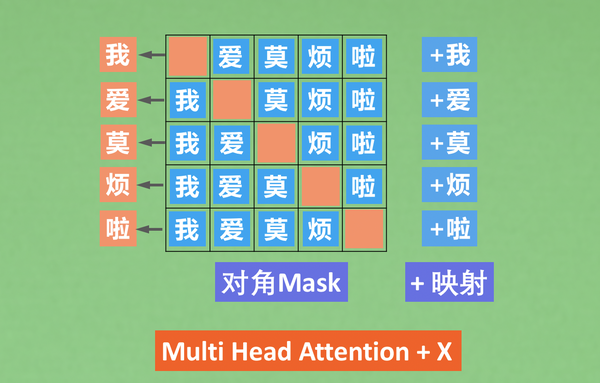 我 爱 莫 烦 啦 +我
爱 我 莫 烦 啦 +爱
莫 我 爱 烦 啦 +莫
烦 我 爱 莫 啦 +烦
啦 我 爱 莫 烦 +啦
对角Mask + 映射
Multi Head Attention + X